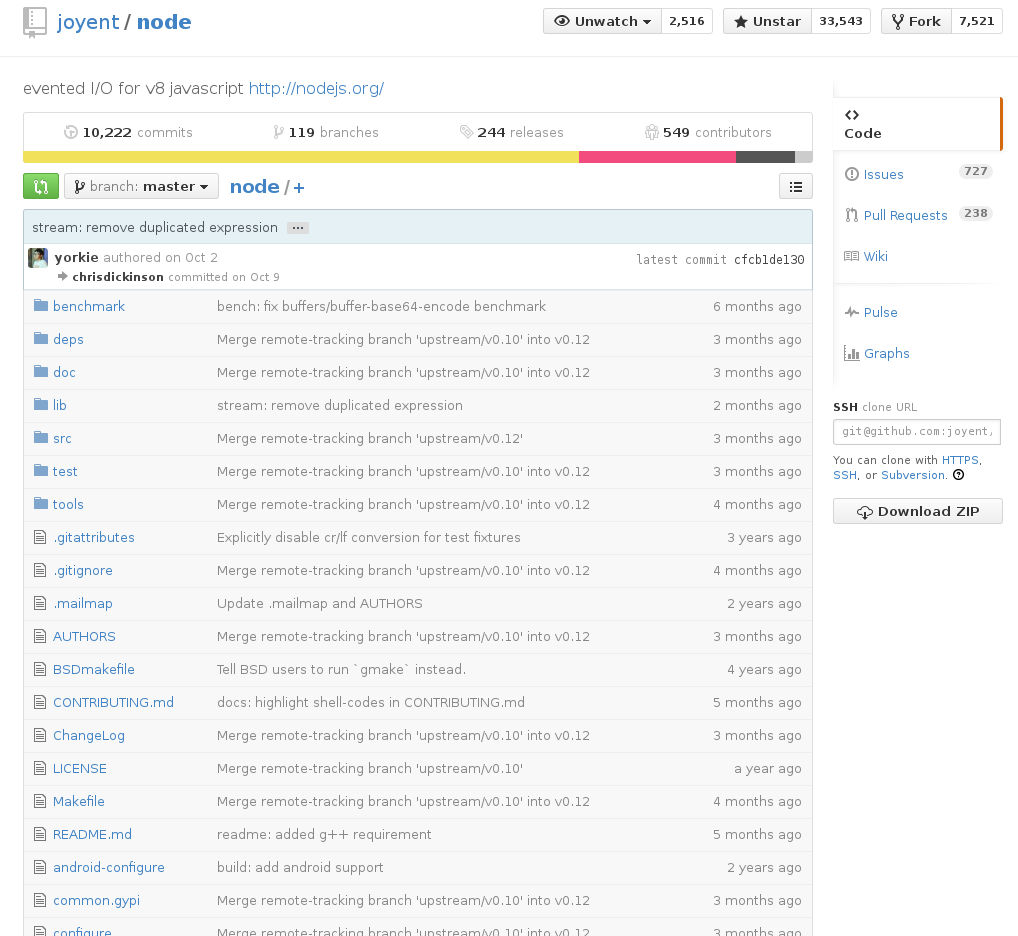 joyent / node
Unwatch 2,516 Unstar 33,543 Fork 7,521
evented I/O for v8 javascript http://nodejs.org/
10,222 commits 119 branches 244 releases 549 contributors
branch: master node / +
stream: remove duplicated expression ...
yorkie authored on Oct 2
chrisdickinson committed on Oct 9
latest commit cfcb1de130
benchmark bench: fix buffers/buffer-base64-encode benchmark 6 months ago
deps Merge remote-tracking branch 'upstream/v0.10' into v0.12 3 months ago
doc Merge remote-tracking branch 'upstream/v0.10' into v0.12 3 months ago
lib stream: remove duplicated expression 2 months ago
src Merge remote-tracking branch 'upstream/v0.12' 3 months ago
test Merge remote-tracking branch 'upstream/v0.10' into v0.12 3 months ago
tools Merge remote-tracking branch 'upstream/v0.10' into v0.12 4 months ago
.gitattributes Explicitly disable cr/lf conversion for test fixtures 3 years ago
.gitignore Merge remote-tracking branch 'upstream/v0.10' into v0.12 4 months ago
.mailmap Update .mailmap and AUTHORS 2 years ago
AUTHORS Merge remote-tracking branch 'upstream/v0.10' into v0.12 3 months ago
BSDmakefile Tell BSD users to run `gmake` instead. 4 years ago
CONTRIBUTING.md docs: highlight shell-codes in CONTRIBUTING.md 5 months ago
ChangeLog Merge remote-tracking branch 'upstream/v0.10' into v0.12 3 months ago
LICENSE Merge remote-tracking branch 'upstream/v0.10' a year ago
Makefile Merge remote-tracking branch 'upstream/v0.10' into v0.12 4 months ago
README.md readme: added g++ requirement 5 months ago
android-configure build: add android support 2 years ago
common.gypi Merge remote-tracking branch 'upstream/v0.10' into v0.12 3 months ago
configure Merge remote-tracking branch 'upstream/v0.10' into v0.12 3 months ago
Code
Issues 727
Pull Requests 238
Wiki
Pulse
Graphs
SSH clone URL
git@github.com:joyent,
You can clone with HTTPS,
SSH, or Subversion.
Download ZIP